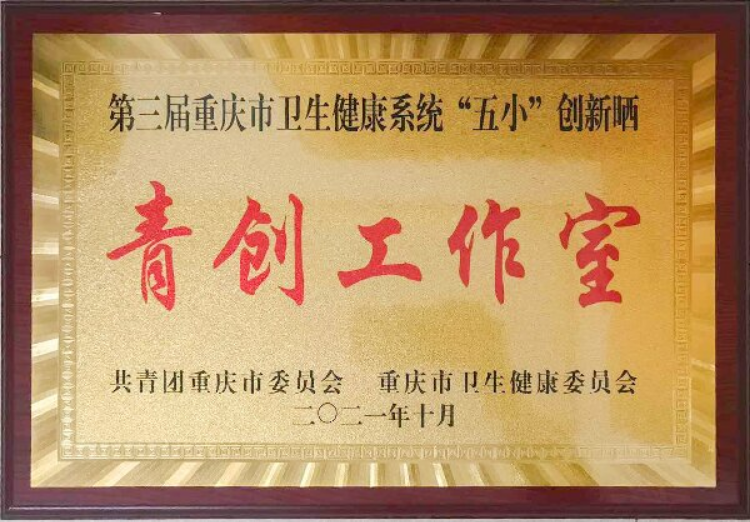 第三届重庆市卫生健康系统“五小”创新晒
青创工作室
共青团重庆市委员会 重庆市卫生健康委员会
二〇二一年十月